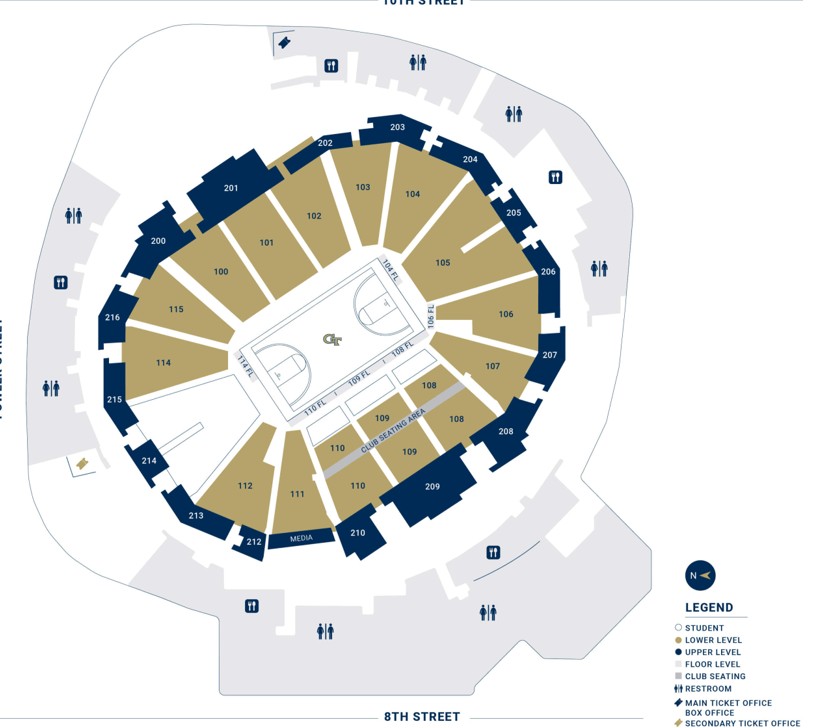 10TH STREET
203
202
204
201
103
104
205
102
200
101
105
206
100
104 FL
115
106
216
106 FL
GT
207
114
108 FL
107
114 FL
109 FL
108
215
110 FL
109
108
208
CLUB SEATING AREA
110
109
214
112
110
209
111
213
210
212
MEDIA
N
LEGEND
STUDENT
LOWER LEVEL
UPPER LEVEL
FLOOR LEVEL
CLUB SEATING
RESTROOM
MAIN TICKET OFFICE
BOX OFFICE
8TH STREET
SECONDARY TICKET OFFICE